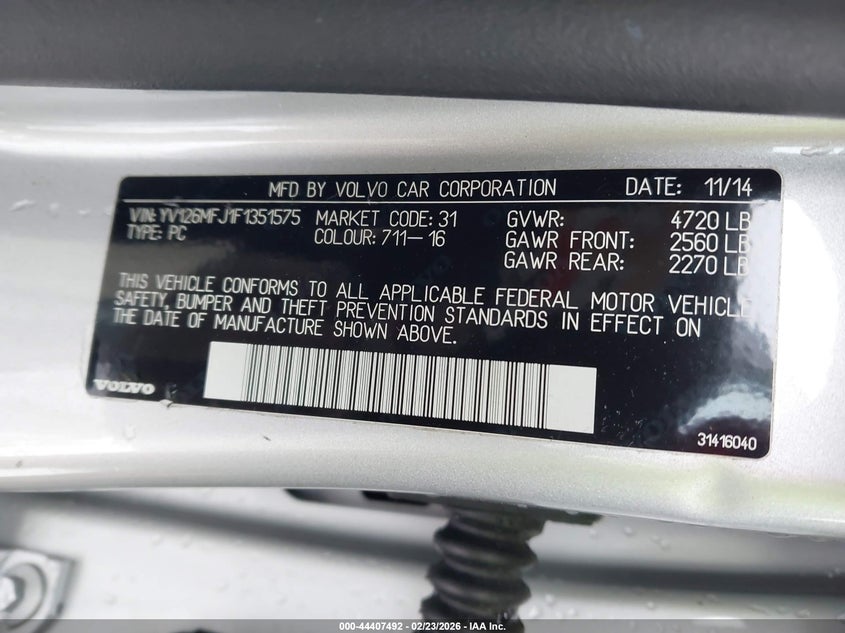 MFD BY VOLVO CAR CORPORATION DATE: 11/14
VIN: YV126MFJ1F1351575 MARKET CODE: 31 GVWR: 4720 LB
TYPE: PC COLOUR: 711-16 GAWR FRONT: 2560 LB
GAWR REAR: 2270 LB
THIS VEHICLE CONFORMS TO ALL APPLICABLE FEDERAL MOTOR VEHICLE
SAFETY, BUMPER AND THEFT PREVENTION STANDARDS IN EFFECT ON
THE DATE OF MANUFACTURE SHOWN ABOVE.
VOLVO
31416040
000-44407492 - 02/23/2026 - IAA Inc.